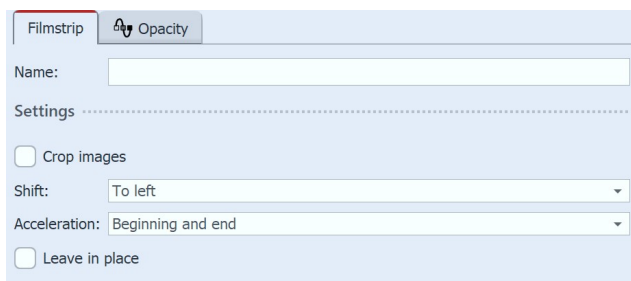 Filmstrip Opacity
Name:
Settings
Crop images
Shift: To left
Acceleration: Beginning and end
Leave in place